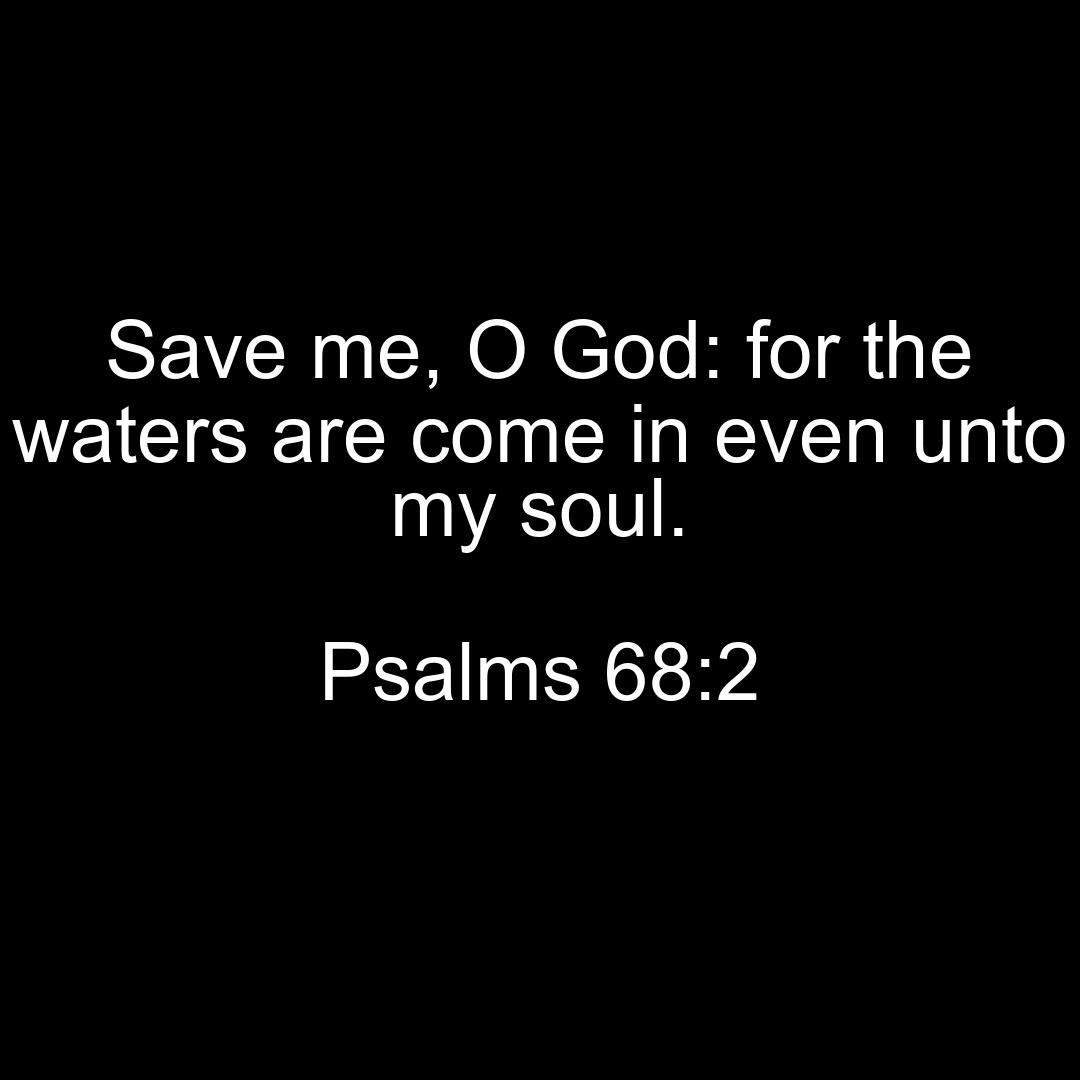 Save me, O God: for the
waters are come in even unto
my soul.
Psalms 68:2